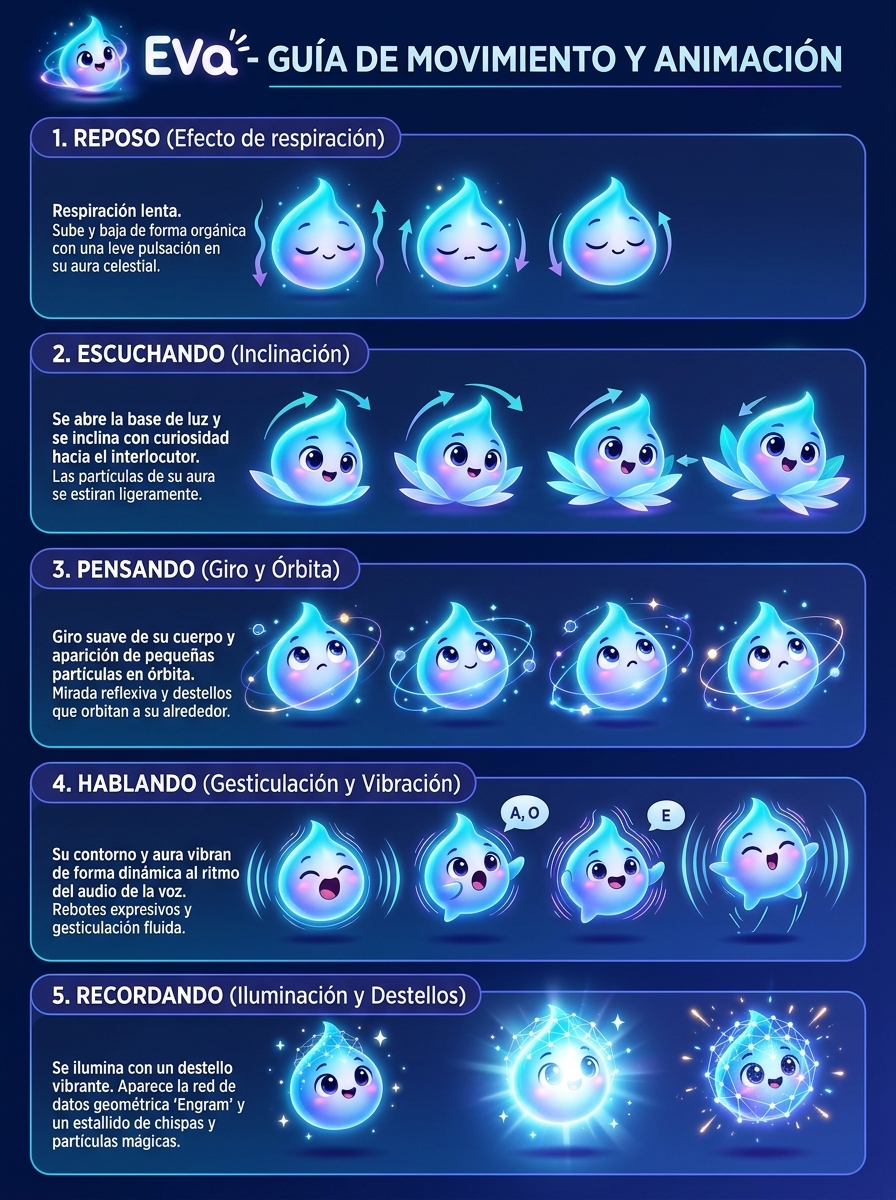 Eva - GUÍA DE MOVIMIENTO Y ANIMACIÓN
1. REPOSO (Efecto de respiración)
Respiración lenta.
Sube y baja de forma orgánica
con una leve pulsación en
su aura celestial.
2. ESCUCHANDO (Inclinación)
Se abre la base de luz y
se inclina con curiosidad
hacia el interlocutor.
Las partículas de su aura
se estiran ligeramente.
3. PENSANDO (Giro y Órbita)
Giro suave de su cuerpo y
aparición de pequeñas
partículas en órbita.
Mirada reflexiva y destellos
que orbitan a su alrededor.
4. HABLANDO (Gesticulación y Vibración)
A, O
E
Su contorno y aura vibran
de forma dinámica al ritmo
del audio de la voz.
Rebotes expresivos y
gesticulación fluida.
5. RECORDANDO (Iluminación y Destellos)
Se ilumina con un destello
vibrante. Aparece la red de
datos geométrica ‘Engram’ y
un estallido de chispas y
partículas mágicas.